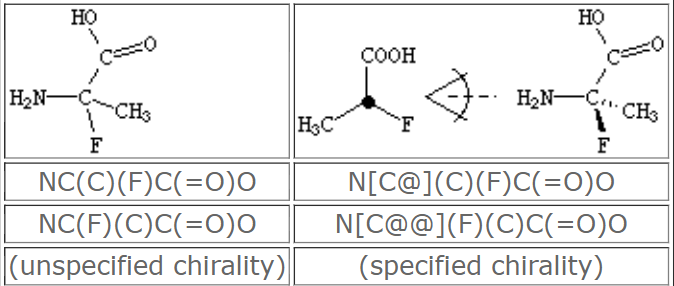 HO
C
O
H₂N
C
CH₃
F
COOH
H₃C
F
HO
C
O
H₂N
C
CH₃
F
NC(C)(F)C(=O)O
N[C@](C)(F)C(=O)O
NC(F)(C)C(=O)O
N[C@@](F)(C)C(=O)O
(unspecified chirality)
(specified chirality)